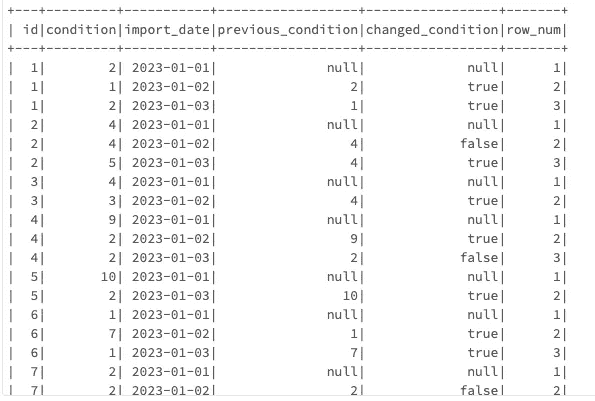 +---+---------+-----------+------------------+-----------------+-------+
| id|condition|import_date|previous_condition|changed_condition|row_num|
+---+---------+-----------+------------------+-----------------+-------+
|  1|        2| 2023-01-01|              null|             null|      1|
|  1|        1| 2023-01-02|                 2|             true|      2|
|  1|        2| 2023-01-03|                 1|             true|      3|
|  2|        4| 2023-01-01|              null|             null|      1|
|  2|        4| 2023-01-02|                 4|            false|      2|
|  2|        5| 2023-01-03|                 4|             true|      3|
|  3|        4| 2023-01-01|              null|             null|      1|
|  3|        3| 2023-01-02|                 4|             true|      2|
|  4|        9| 2023-01-01|              null|             null|      1|
|  4|        2| 2023-01-02|                 9|             true|      2|
|  4|        2| 2023-01-03|                 2|            false|      3|
|  5|       10| 2023-01-01|              null|             null|      1|
|  5|        2| 2023-01-03|                10|             true|      2|
|  6|        1| 2023-01-01|              null|             null|      1|
|  6|        7| 2023-01-02|                 1|             true|      2|
|  6|        1| 2023-01-03|                 7|             true|      3|
|  7|        2| 2023-01-01|              null|             null|      1|
|  7|        2| 2023-01-02|                 2|            false|      2|